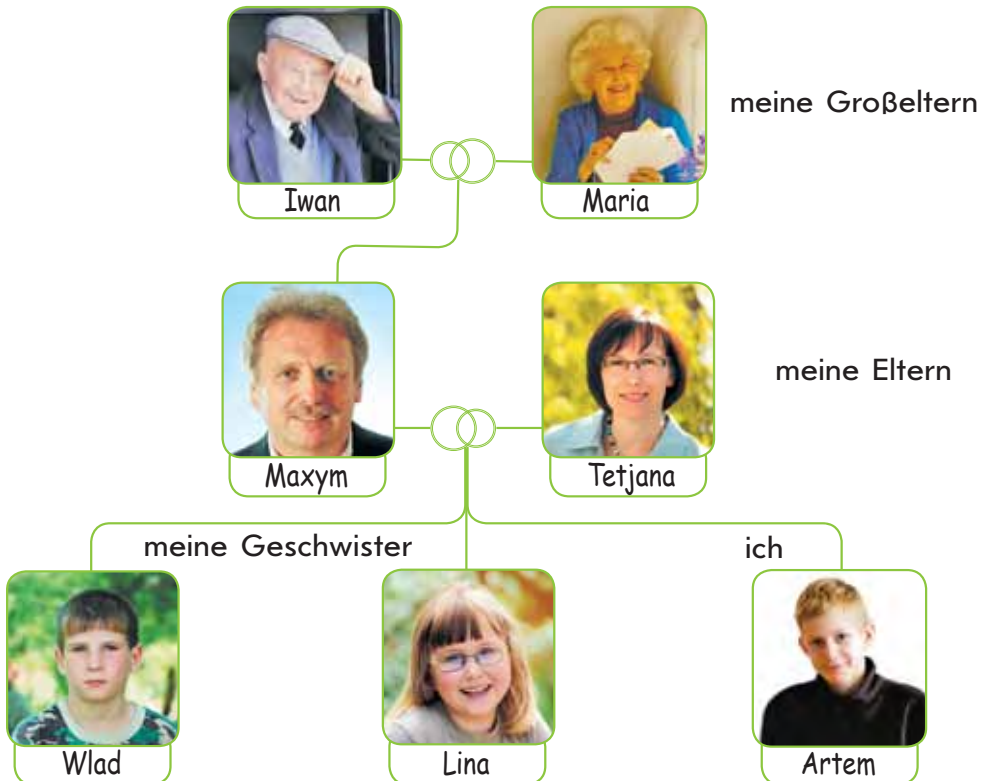 meine Großeltern
Iwan
Maria
meine Eltern
Maxym
Tetjana
meine Geschwister
ich
Wlad
Lina
Artem